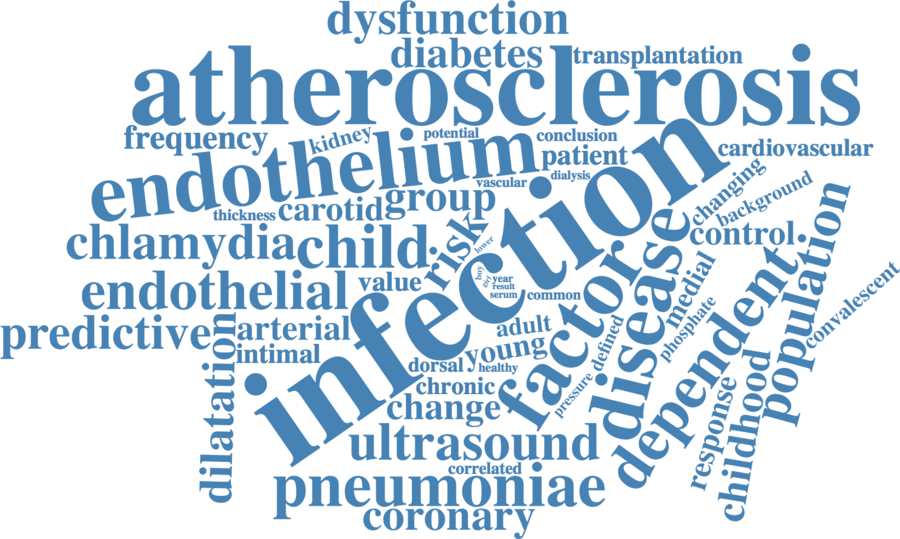 dysfunction
diabetes
transplantation
atherosclerosis
frequency
kidney
potential
conclusion
cardiovascular
endothelium
patient
vascular
dialysis
infection
changing
background
thickness
carotid
group
chlamydia
child
risk
lower
control
population
endothelial
value
boy
girl
year
result
serum
common
factor
disease
medial
dependent
convalescent
predictive
arterial
intimal
adult
young
phosphate
dilatation
dorsal
healthy
defined
pressure
chronic
change
response
childhood
ultrasound
correlated
pneumoniae
coronary